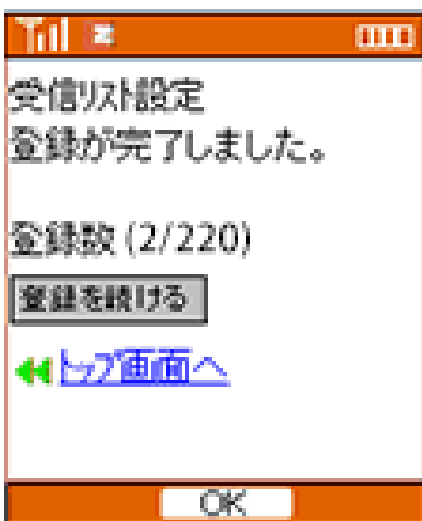 受信リスト設定
登録が完了しました。
登録数 (2/220)
登録を続ける
トップ画面へ
OK